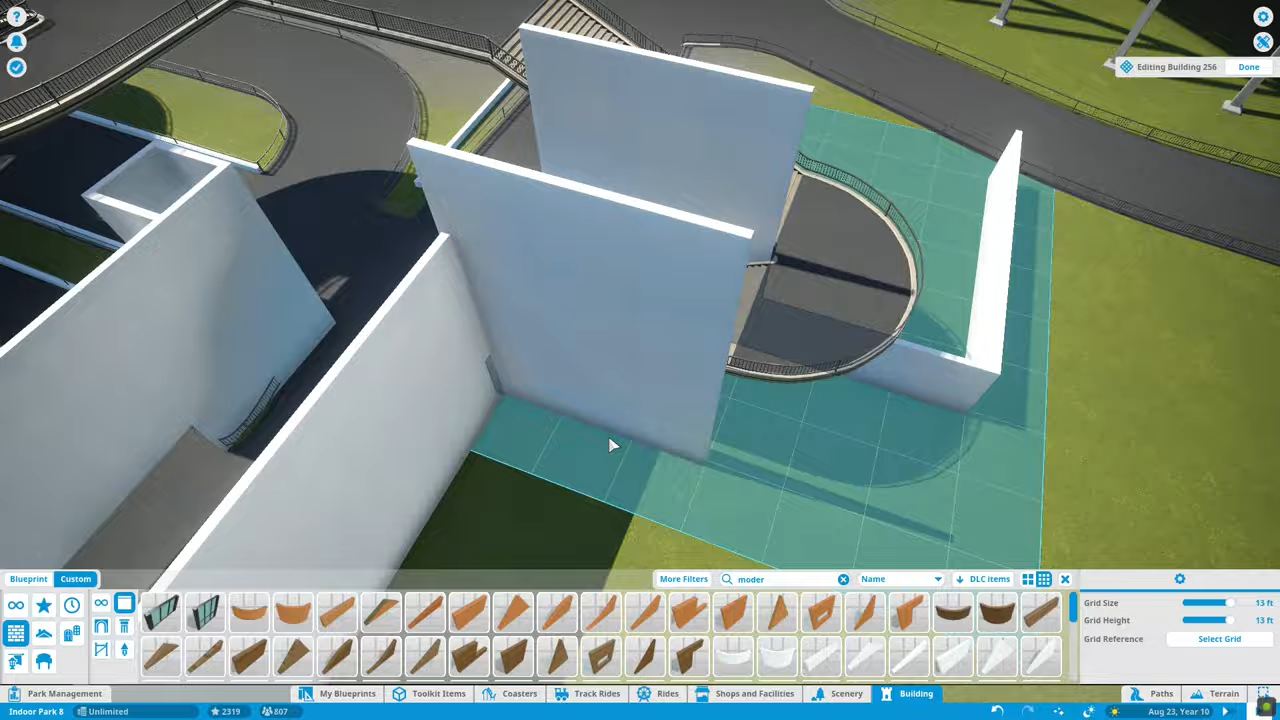 ?
Editing Building 256 Done
Blueprint Custom More Filters moder Name DLC items
Grid Size 13 ft
Grid Height 13 ft
Grid Reference Select Grid
Park Management My Blueprints Toolkit Items Coasters Track Rides Rides Shops and Facilities Scenery Building Paths Terrain
Indoor Park 8 Unlimited 2319 807 Aug 23, Year 10